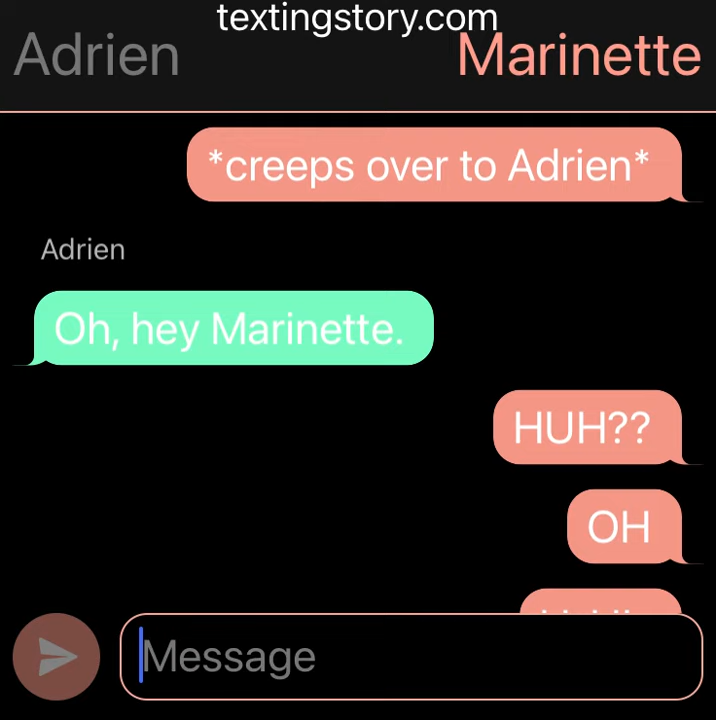 textingstory.com
Adrien
Marinette
*creeps over to Adrien*
Adrien
Oh, hey Marinette.
HUH??
OH
Message